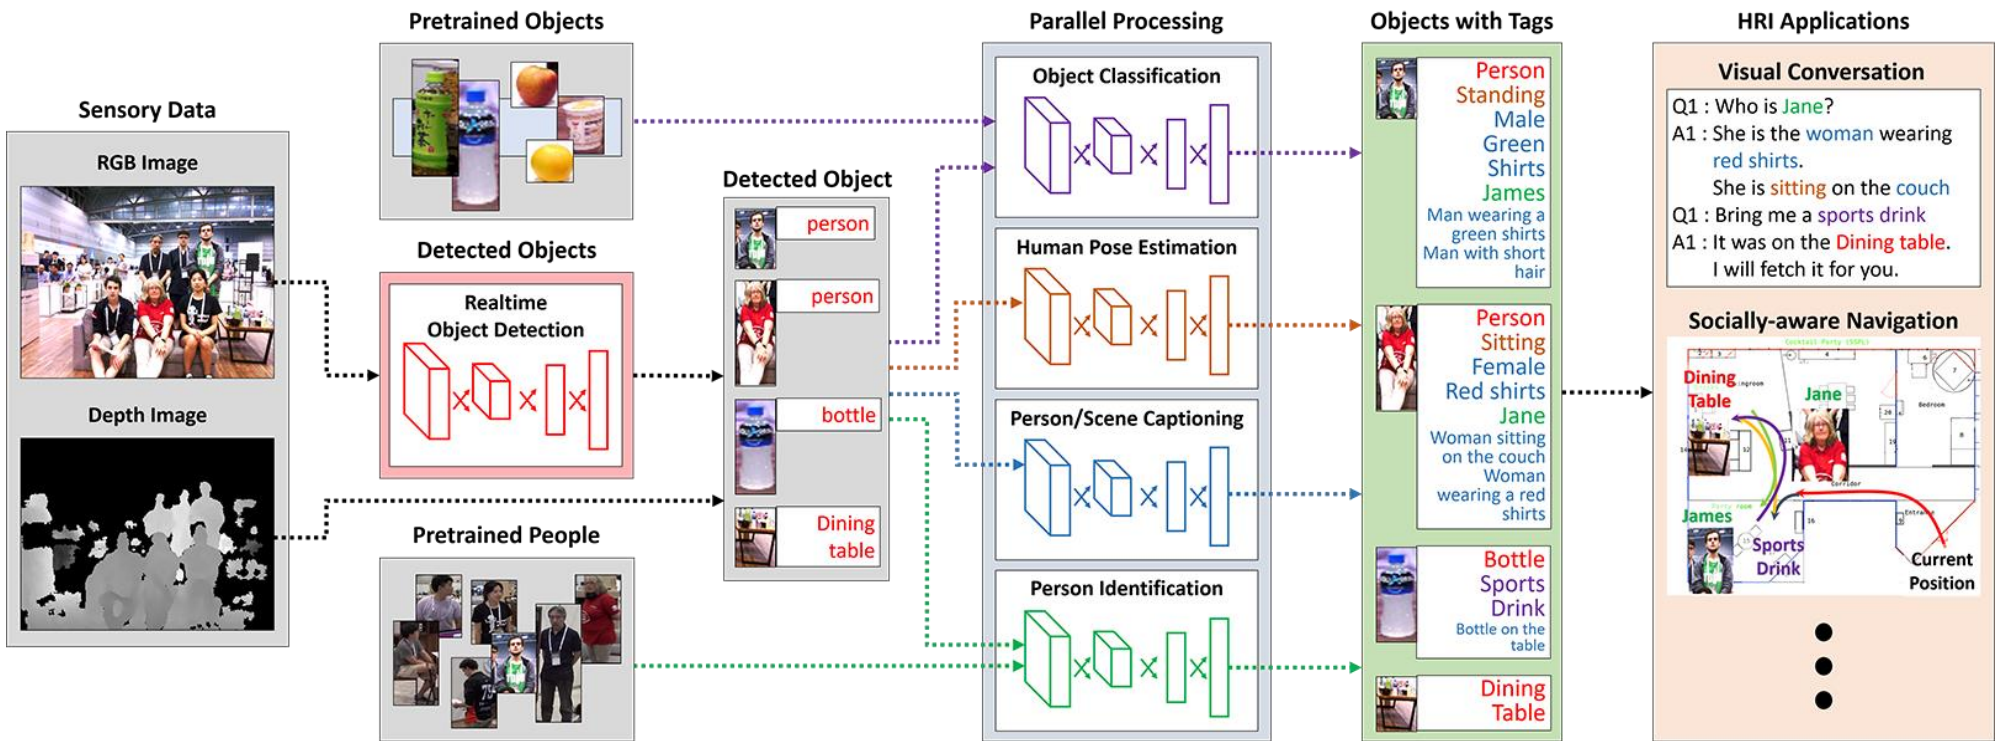 Sensory Data
RGB Image
Depth Image
Pretrained Objects
Detected Objects
Realtime
Object Detection
Pretrained People
Detected Object
person
person
bottle
Dining
table
Parallel Processing
Object Classification
Human Pose Estimation
Person/Scene Captioning
Person Identification
Objects with Tags
Person
Standing
Male
Green
Shirts
James
Man wearing a
green shirts
Man with short
hair
Person
Sitting
Female
Red shirts
Jane
Woman sitting
on the couch
Woman
wearing a red
shirts
Bottle
Sports
Drink
Bottle on the
table
Dining
Table
HRI Applications
Visual Conversation
Q1 : Who is Jane?
A1 : She is the woman wearing
red shirts.
She is sitting on the couch
Q1 : Bring me a sports drink
A1 : It was on the Dining table.
I will fetch it for you.
Socially-aware Navigation
Cocktail Party (SSPL)
Dining
Table
Jane
Bedroom
Corridor
James
Sports
Drink
Entrance
Current
Position